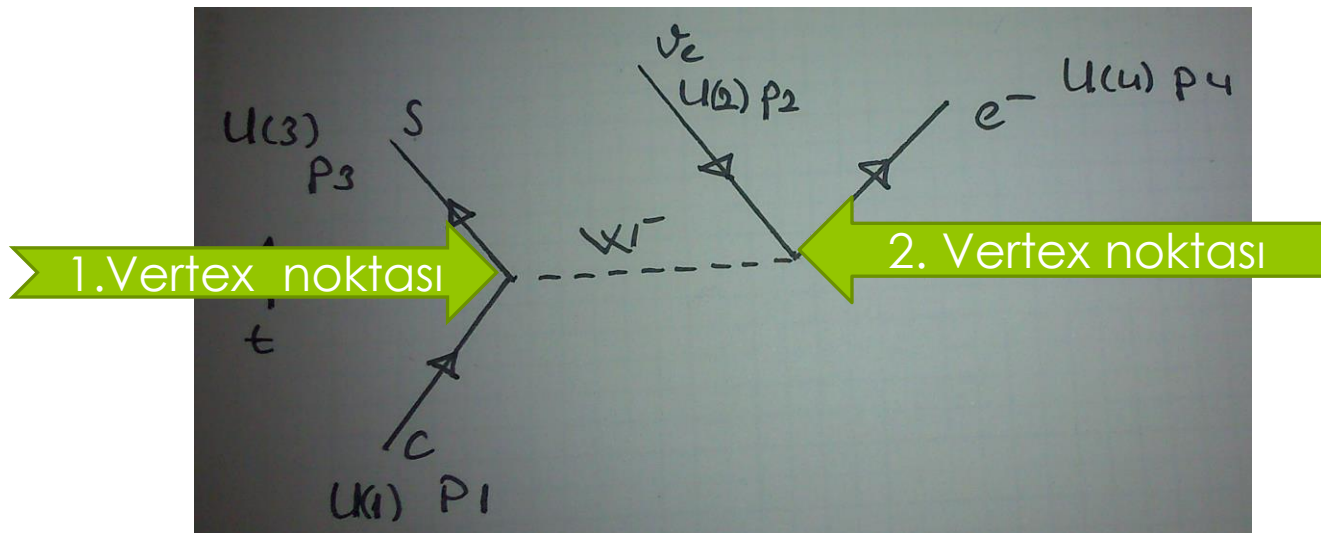 νe
U(2) p2
e⁻ U(4) p4
U(3) S
p3
W⁻
1.Vertex noktası
2. Vertex noktası
t
c
U(1) p1